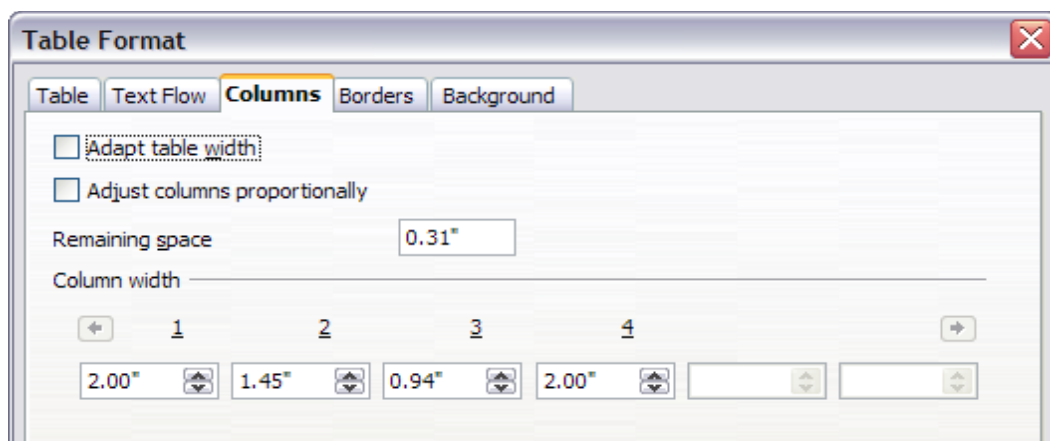 Table Format
Table Text Flow Columns Borders Background
Adapt table width
Adjust columns proportionally
Remaining space 0.31"
Column width
1 2 3 4
2.00" 1.45" 0.94" 2.00"